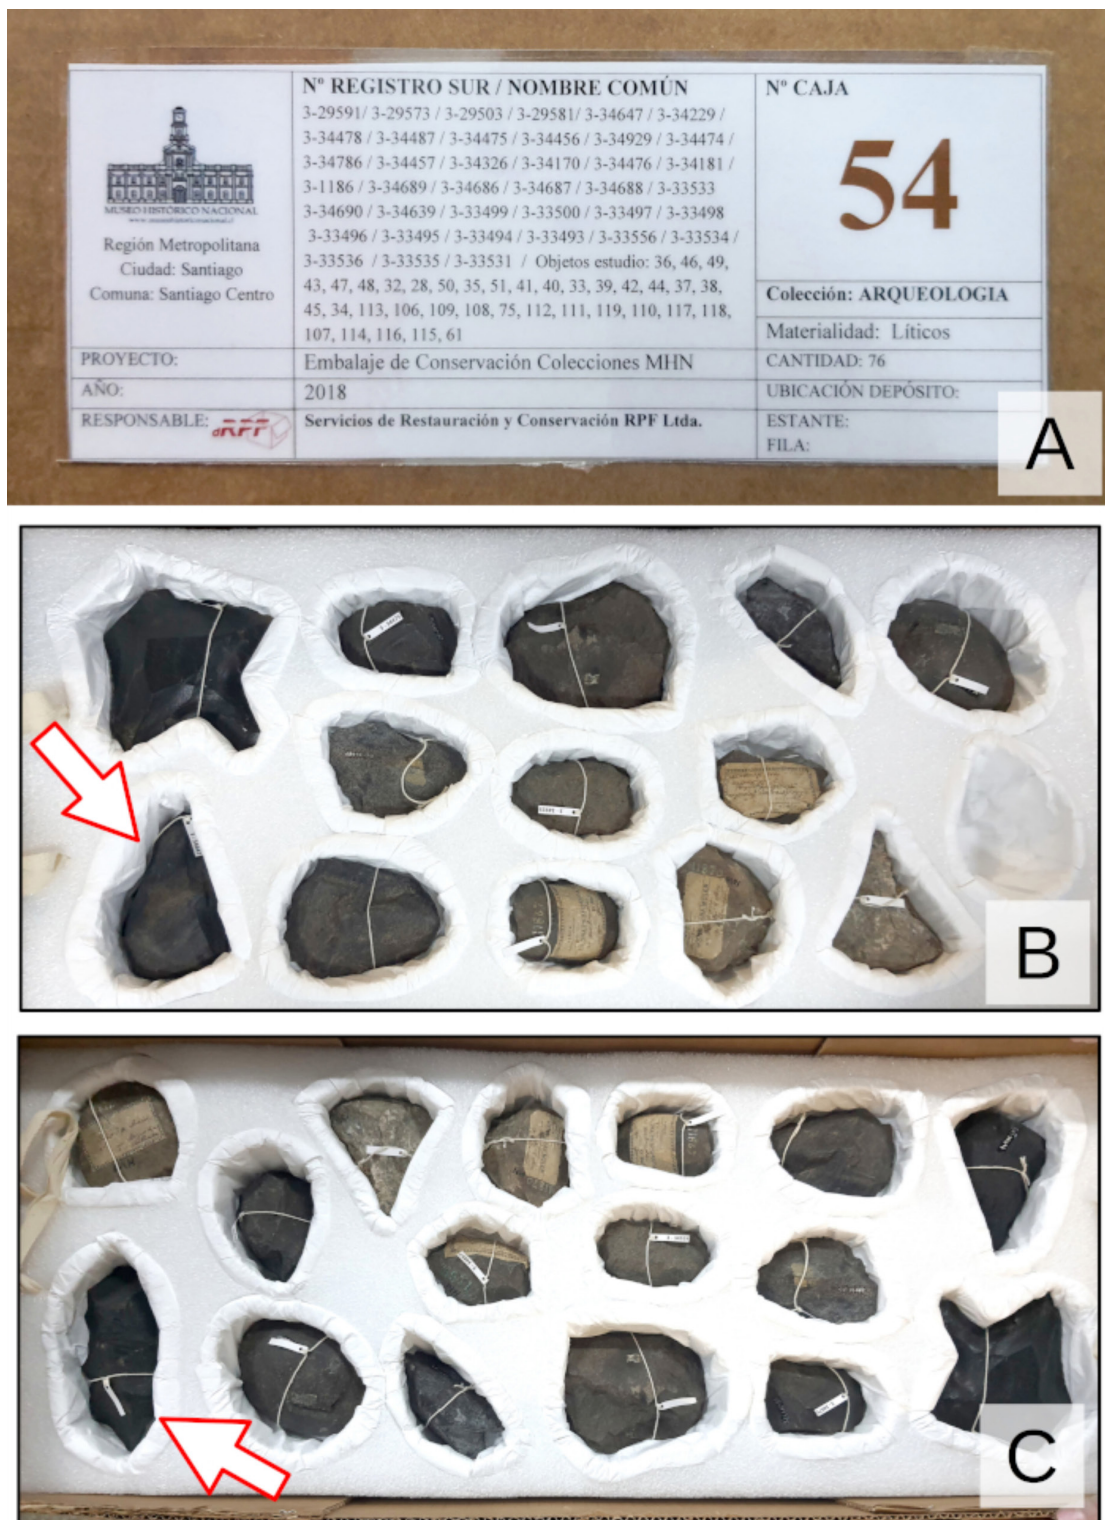 Nº REGISTRO SUR / NOMBRE COMÚN
3-29591/ 3-29573 / 3-29503 / 3-29581/ 3-34647 / 3-34229 /
3-34478 / 3-34487 / 3-34475 / 3-34456 / 3-34929 / 3-34474 /
3-34786 / 3-34457 / 3-34326 / 3-34170 / 3-34476 / 3-34181 /
3-1186 / 3-34689 / 3-34686 / 3-34687 / 3-34688 / 3-33533
3-34690 / 3-34639 / 3-33499 / 3-33500 / 3-33497 / 3-33498
3-33496 / 3-33495 / 3-33494 / 3-33493 / 3-33556 / 3-33534 /
3-33536 / 3-33535 / 3-33531 / Objetos estudio: 36, 46, 49,
43, 47, 48, 32, 28, 50, 35, 51, 41, 40, 33, 39, 42, 44, 37, 38,
45, 34, 113, 106, 109, 108, 75, 112, 111, 119, 110, 117, 118,
107, 114, 116, 115, 61
Nº CAJA
54
MUSEO HISTÓRICO NACIONAL
Región Metropolitana
Ciudad: Santiago
Comuna: Santiago Centro
Colección: ARQUEOLOGIA
Materialidad: Líticos
PROYECTO:
Embalaje de Conservación Colecciones MHN
CANTIDAD: 76
AÑO:
2018
UBICACIÓN DEPÓSITO:
RESPONSABLE:
RPF
Servicios de Restauración y Conservación RPF Ltda.
ESTANTE:
FILA:
A
B
C